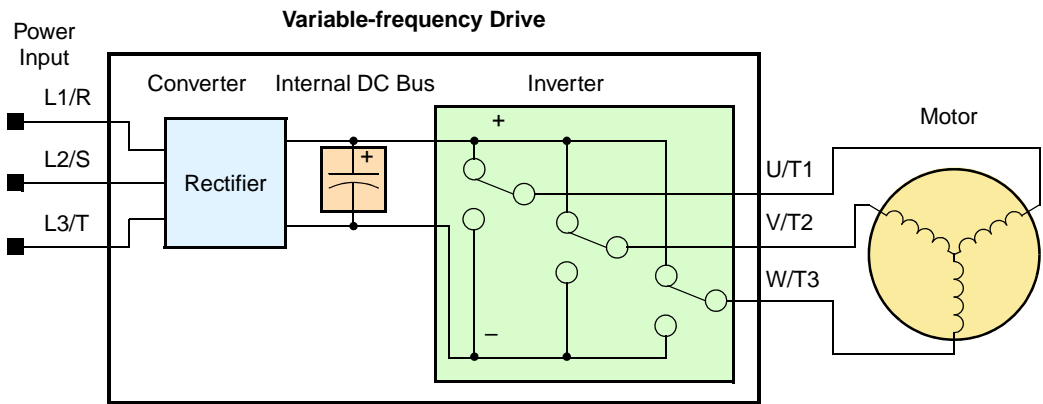 Variable-frequency Drive
Power
Input
Converter
Internal DC Bus
Inverter
L1/R
L2/S
L3/T
Rectifier
+
+
–
U/T1
V/T2
W/T3
Motor